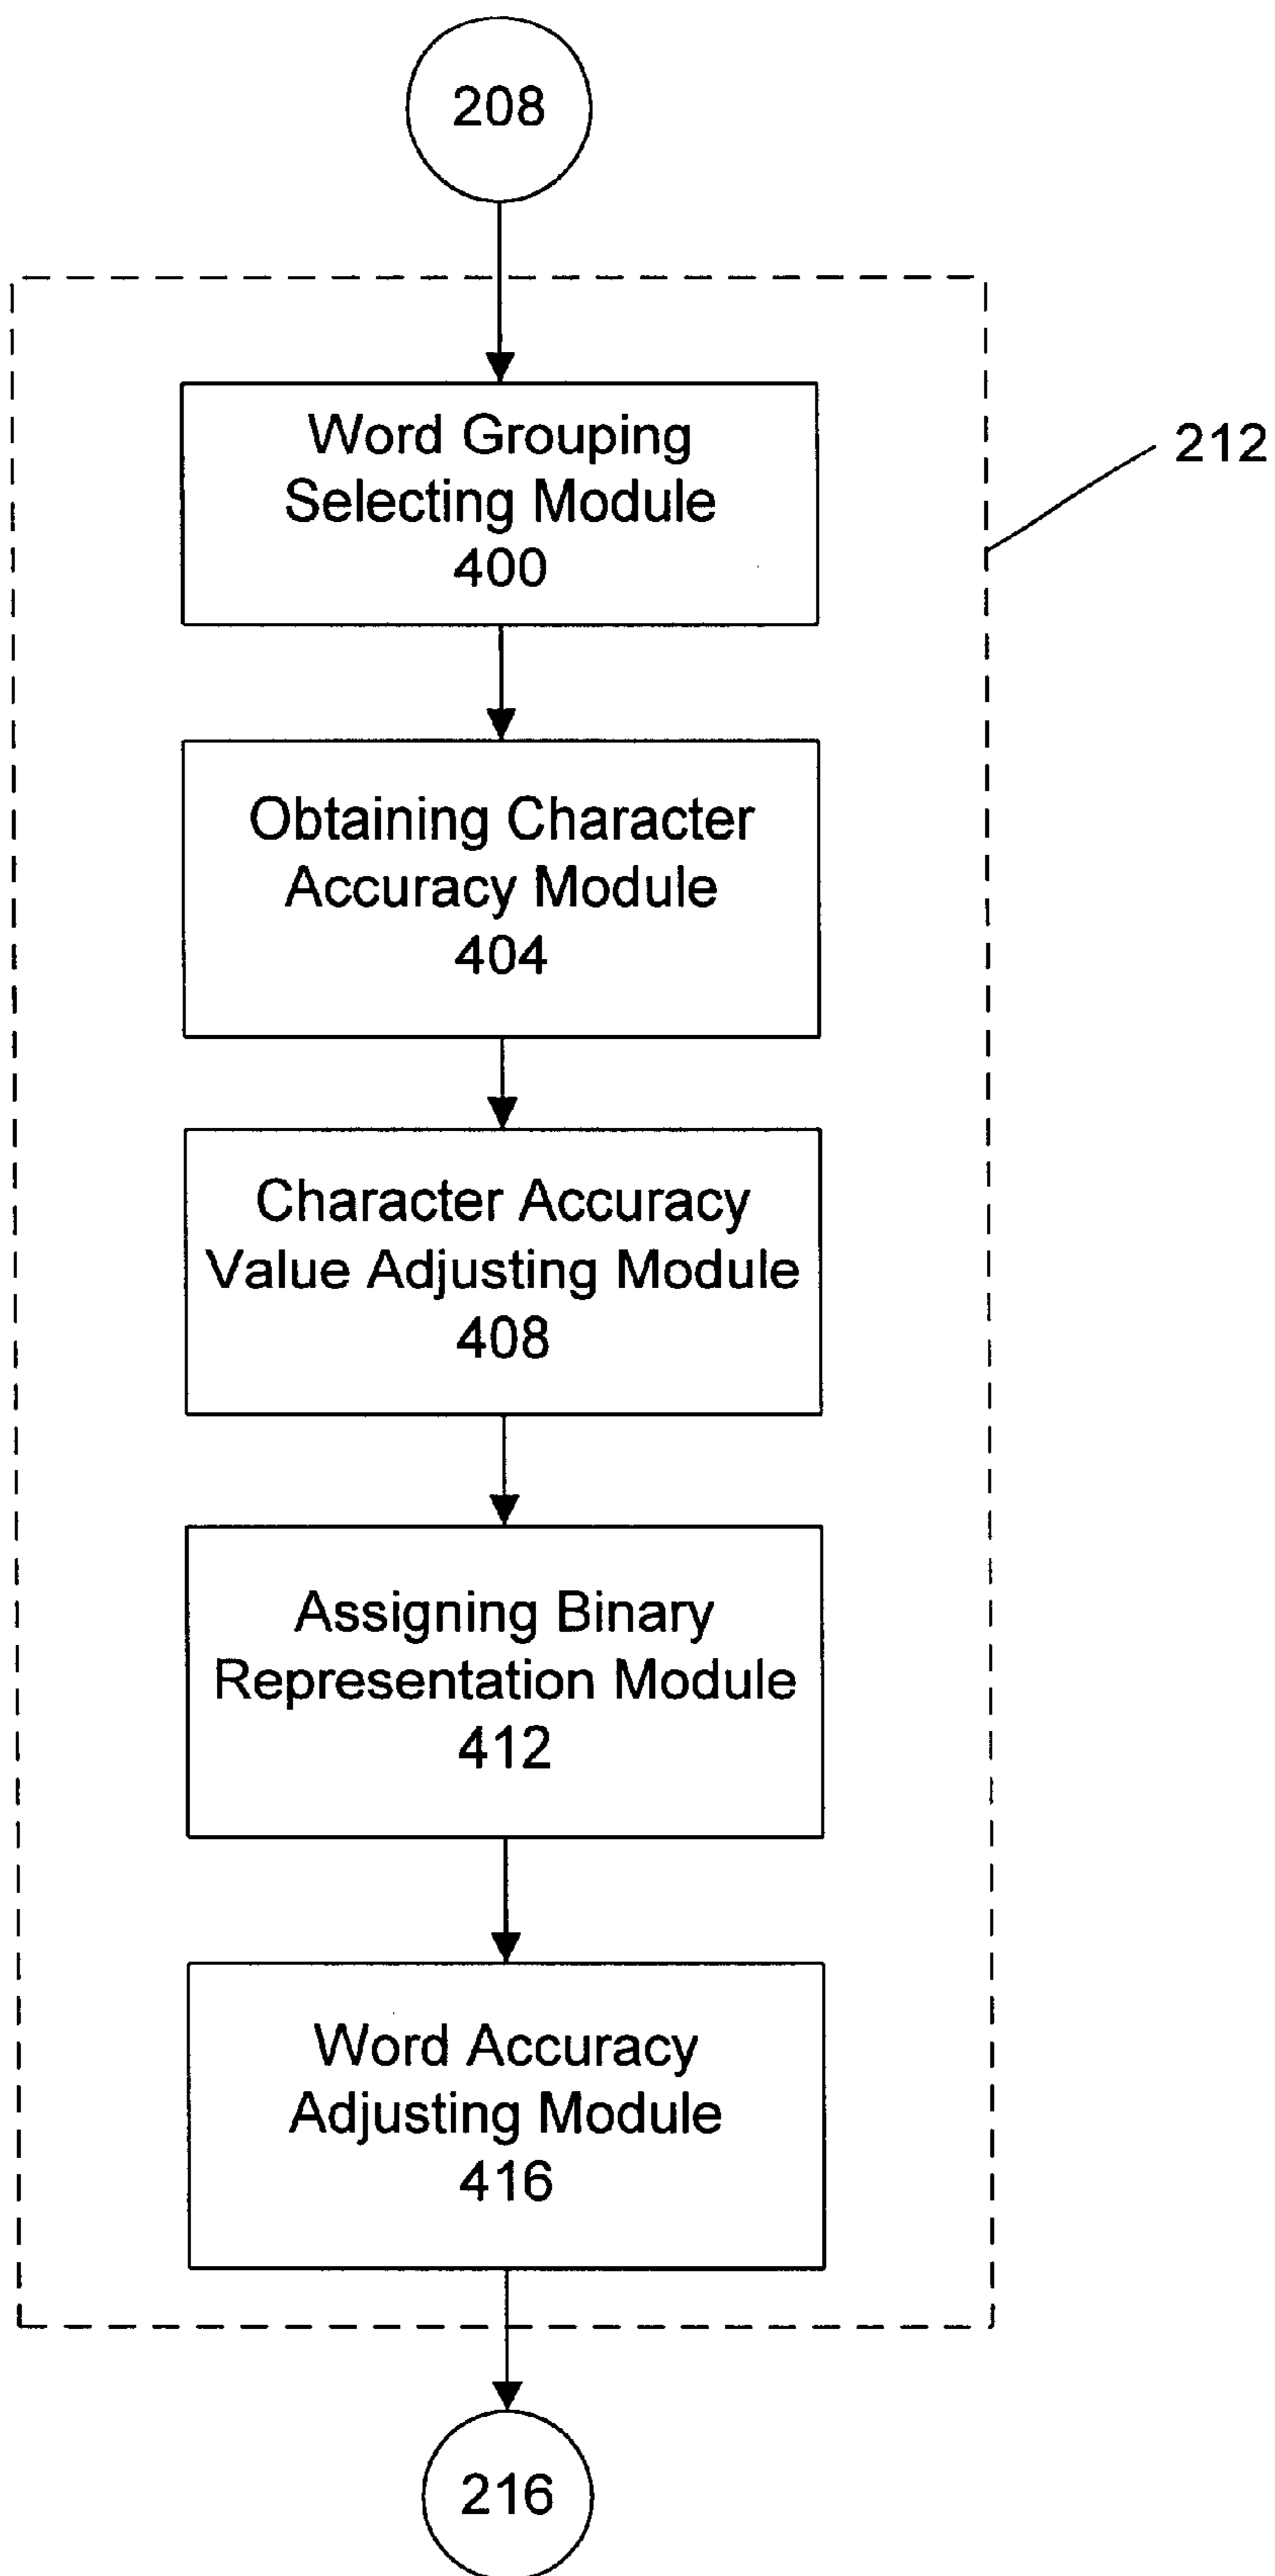 208
Word Grouping
Selecting Module
400
212
Obtaining Character
Accuracy Module
404
Character Accuracy
Value Adjusting Module
408
Assigning Binary
Representation Module
412
Word Accuracy
Adjusting Module
416
216